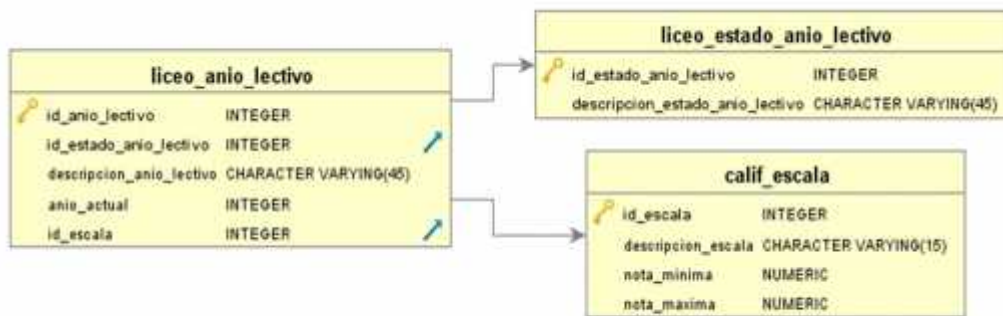 liceo_anio_lectivo
id_anio_lectivo INTEGER
id_estado_anio_lectivo INTEGER
descripcion_anio_lectivo CHARACTER VARYING(45)
anio_actual INTEGER
id_escala INTEGER
liceo_estado_anio_lectivo
id_estado_anio_lectivo INTEGER
descripcion_estado_anio_lectivo CHARACTER VARYING(45)
calif_escala
id_escala INTEGER
descripcion_escala CHARACTER VARYING(15)
nota_minima NUMERIC
nota_maxima NUMERIC